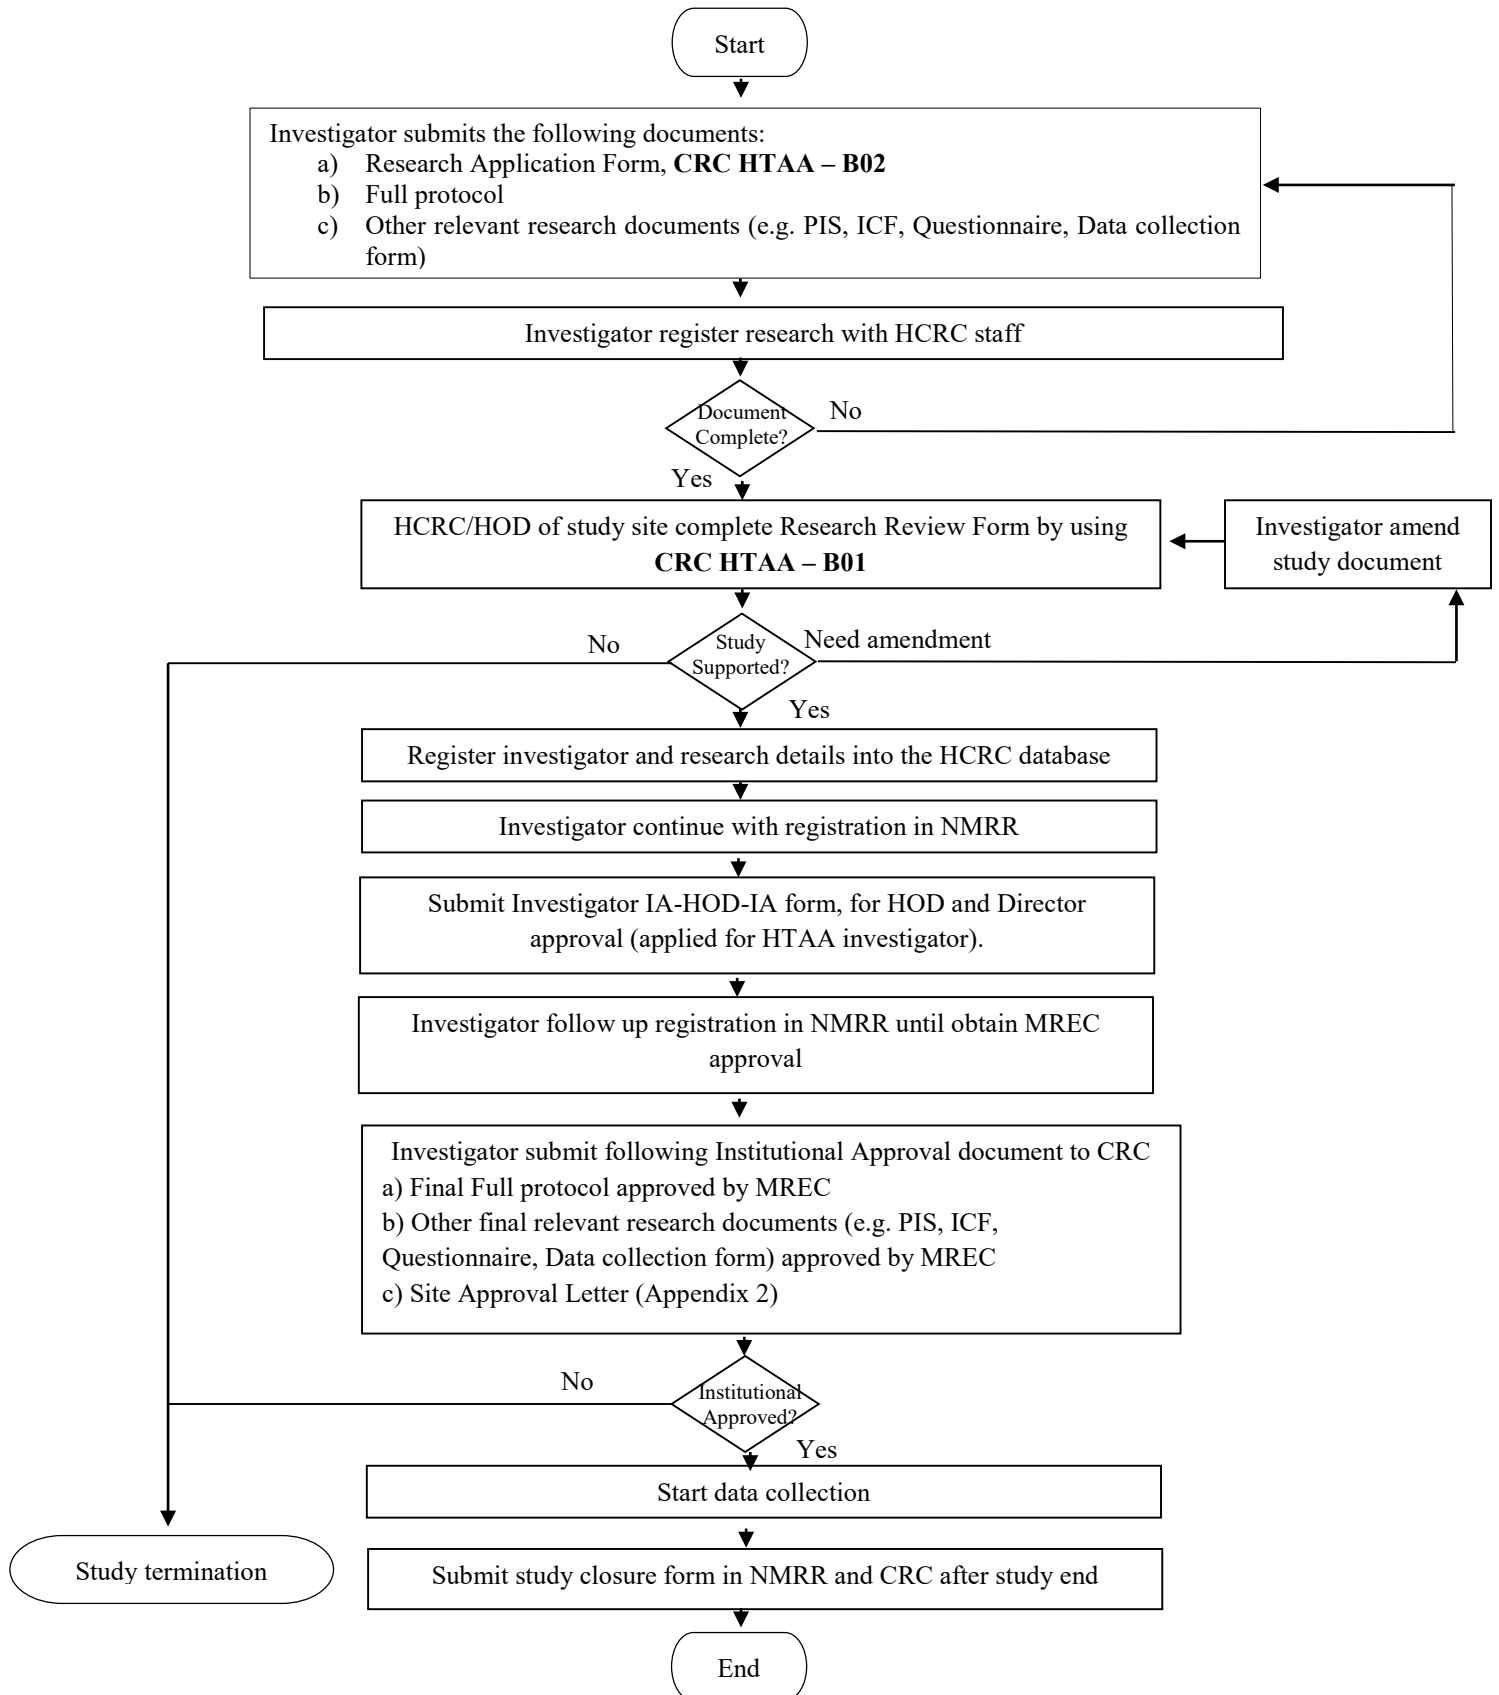 Start
Investigator submits the following documents:
a) Research Application Form, CRC HTAA – B02
b) Full protocol
c) Other relevant research documents (e.g. PIS, ICF, Questionnaire, Data collection
form)
Investigator register research with HCRC staff
Document
Complete?
No
Yes
HCRC/HOD of study site complete Research Review Form by using
CRC HTAA – B01
Investigator amend
study document
No
Study
Supported?
Need amendment
Yes
Register investigator and research details into the HCRC database
Investigator continue with registration in NMRR
Submit Investigator IA-HOD-IA form, for HOD and Director
approval (applied for HTAA investigator).
Investigator follow up registration in NMRR until obtain MREC
approval
Investigator submit following Institutional Approval document to CRC
a) Final Full protocol approved by MREC
b) Other final relevant research documents (e.g. PIS, ICF,
Questionnaire, Data collection form) approved by MREC
c) Site Approval Letter (Appendix 2)
No
Institutional
Approved?
Yes
Start data collection
Study termination
Submit study closure form in NMRR and CRC after study end
End